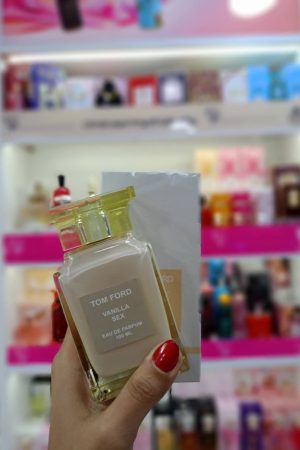 TOM FORD
VANILLA
SEX
EAU DE PARFUM
100 ML